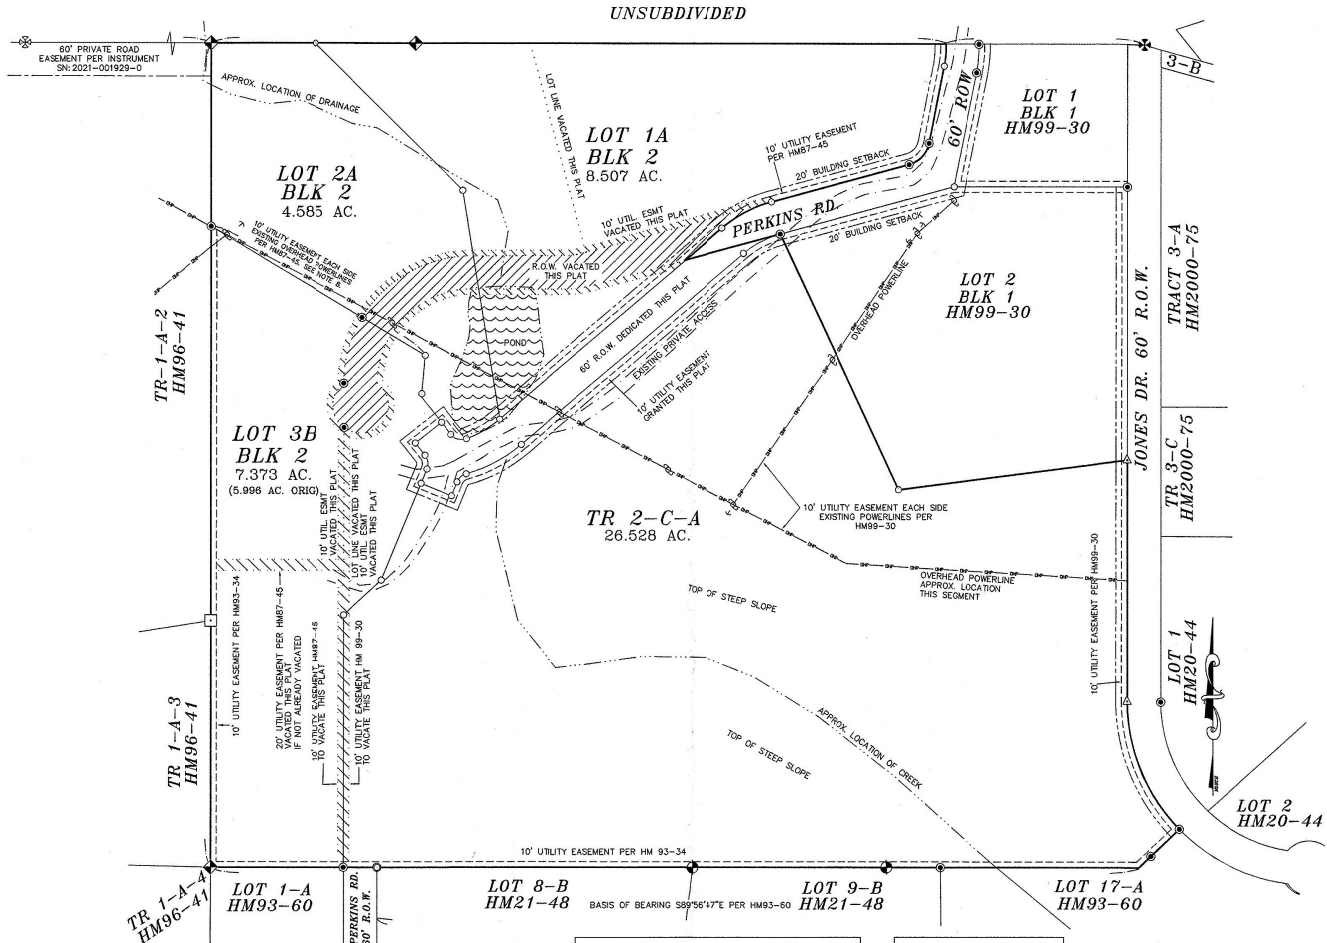 UNSUBDIVIDED
60' PRIVATE ROAD
EASEMENT PER INSTRUMENT
SN: 2021-001929-0
APPROX. LOCATION OF DRAINAGE
LOT LINE VACATED THIS PLAT
LOT 1A
BLK 2
8.507 AC.
LOT 2A
BLK 2
4.585 AC.
10' UTILITY EASEMENT
PER HM87-45
20' BUILDING SETBACK
60' ROW
LOT 1
BLK 1
HM99-30
3-B
10' UTIL. ESMT
VACATED THIS PLAT
PERKINS RD.
20' BUILDING SETBACK
10' UTILITY EASEMENT EACH SIDE
EXISTING OVERHEAD POWERLINES
PER HM87-45. SEE NOTE 8.
R.O.W. VACATED
THIS PLAT
60' R.O.W. DEDICATED THIS PLAT
EXISTING PRIVATE ACCESS
10' UTILITY EASEMENT
GRANTED THIS PLAT
OVERHEAD POWERLINE
LOT 2
BLK 1
HM99-30
TRACT 3-A
HM2000-75
JONES DR. 60' R.O.W.
TR-1-A-2
HM96-41
POND
LOT 3B
BLK 2
7.373 AC.
(5.996 AC. ORIG)
10' UTIL. ESMT
VACATED THIS PLAT
LOT LINE VACATED THIS PLAT
10' UTIL. ESMT
VACATED THIS PLAT
TR 3-C
HM2000-75
TR 2-C-A
26.528 AC.
10' UTILITY EASEMENT EACH SIDE
EXISTING POWERLINES PER
HM99-30
OVERHEAD POWERLINE
APPROX. LOCATION
THIS SEGMENT
10' UTILITY EASEMENT PER HM99-30
TOP OF STEEP SLOPE
10' UTILITY EASEMENT PER HM93-34
20' UTILITY EASEMENT PER HM87-45
VACATED THIS PLAT
IF NOT ALREADY VACATED
10' UTILITY EASEMENT HM87-46
TO VACATE THIS PLAT
10' UTILITY EASEMENT HM 99-30
TO VACATE THIS PLAT
LOT 1
HM20-44
TR 1-A-3
HM96-41
TOP OF STEEP SLOPE
APPROX. LOCATION OF CREEK
LOT 2
HM20-44
10' UTILITY EASEMENT PER HM 93-34
TR 1-A-4
HM96-41
LOT 1-A
HM93-60
PERKINS RD.
60' R.O.W.
LOT 8-B
HM21-48
BASIS OF BEARING S89°56'47"E PER HM93-60
LOT 9-B
HM21-48
LOT 17-A
HM93-60